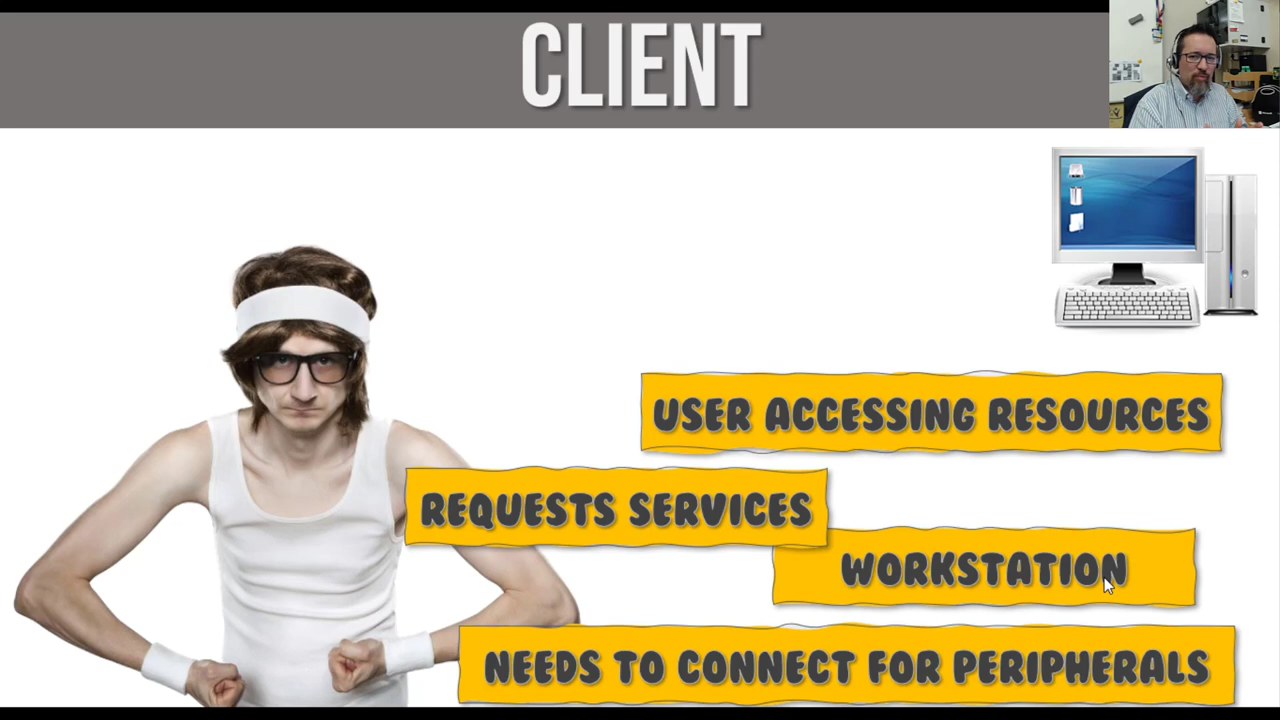 CLIENT
USER ACCESSING RESOURCES
REQUESTS SERVICES
WORKSTATION
NEEDS TO CONNECT FOR PERIPHERALS